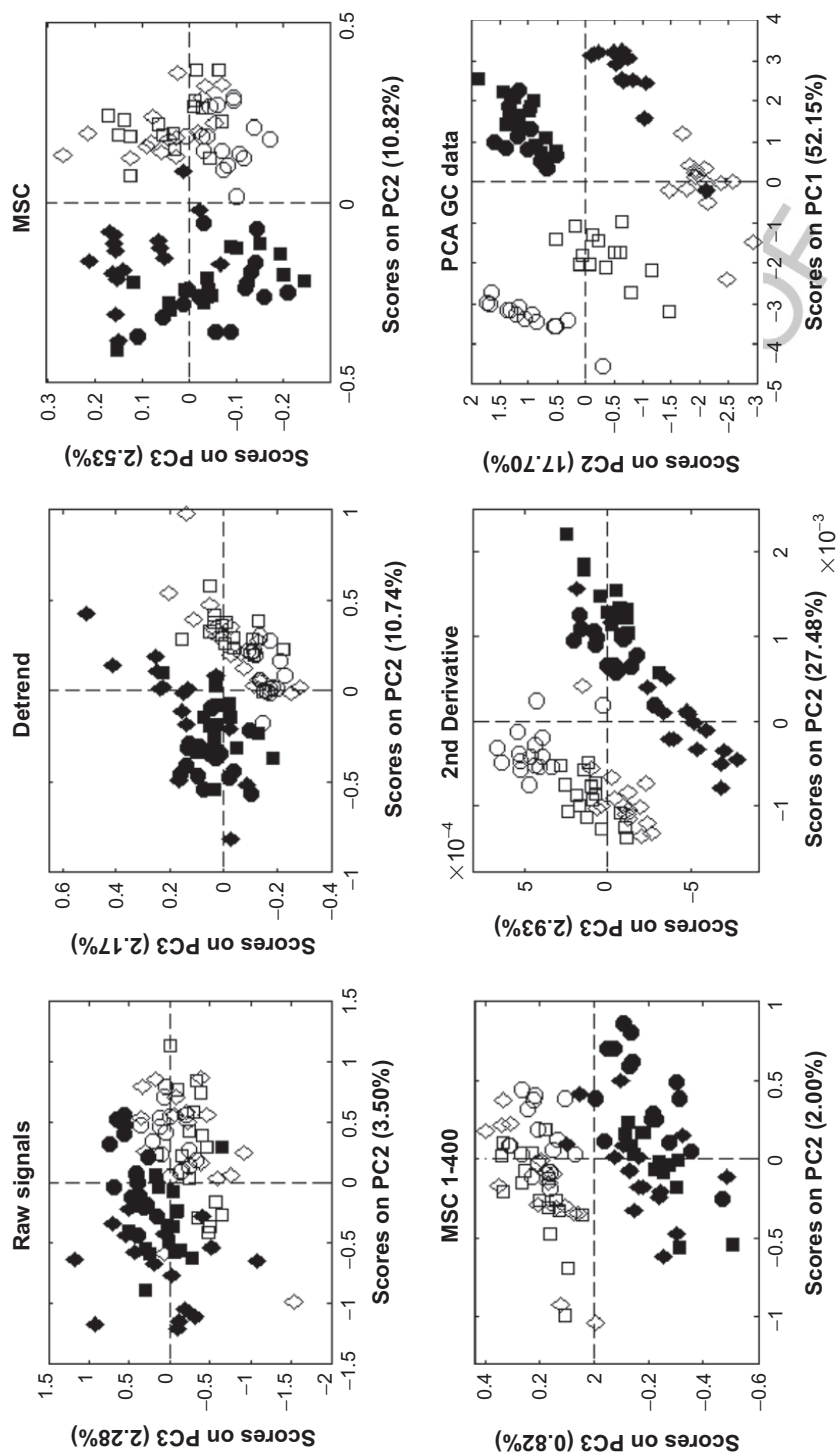 Raw signals
Scores on PC3 (2.28%)
1.5
1
0.5
0
−0.5
−1
−1.5
−2
−1.5 −1 −0.5 0 0.5 1 1.5
Scores on PC2 (3.50%)
Detrend
Scores on PC3 (2.17%)
0.6
0.4
0.2
0
−0.2
−0.4
−1 −0.5 0 0.5 1
Scores on PC2 (10.74%)
MSC
Scores on PC3 (2.53%)
0.3
0.2
0.1
0
−0.1
−0.2
−0.5 0 0.5
Scores on PC2 (10.82%)
MSC 1-400
Scores on PC3 (0.82%)
0.4
0.2
2
−0.2
−0.4
−0.6
−1 −0.5 0 0.5 1
Scores on PC2 (2.00%)
×10−4
2nd Derivative
Scores on PC3 (2.93%)
5
0
−5
−1 0 1 2
×10−3
Scores on PC2 (27.48%)
PCA GC data
Scores on PC2 (17.70%)
2
1.5
1
0.5
0
−0.5
−1
−1.5
−2
−2.5
−3
−5 −4 −3 −2 −1 0 1 2 3 4
Scores on PC1 (52.15%)